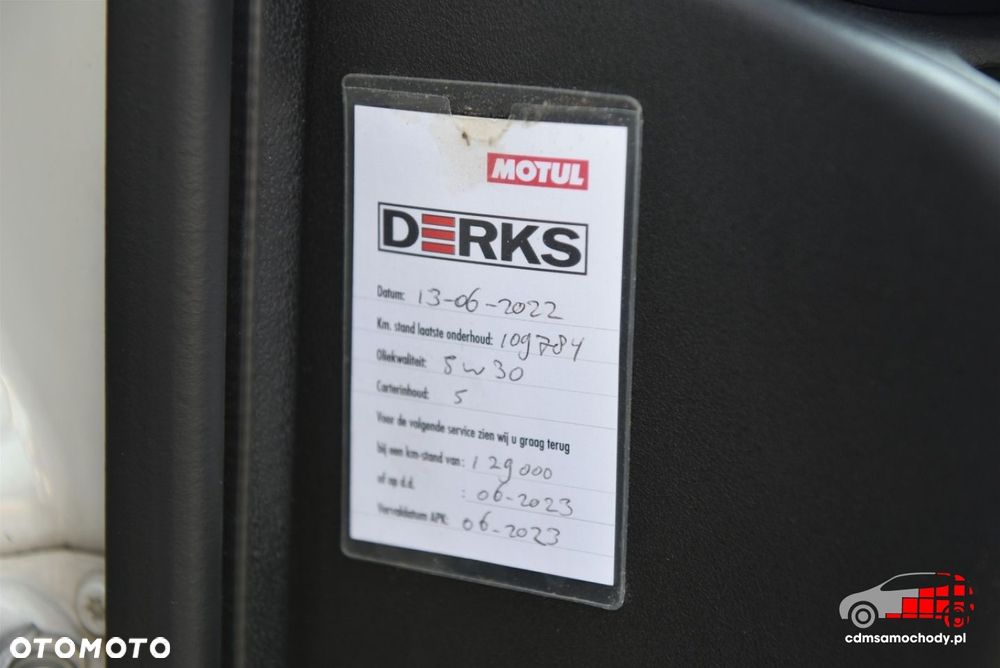 MOTUL
DERKS
Datum: 13-06-2022
Km. stand laatste onderhoud: 109784
Oliekwaliteit: 5w30
Carterinhoud: 5
Voor de volgende service zien wij u graag terug
bij een km-stand van: 129000
of op d.d. : 06-2023
Vervaldatum APK: 06-2023
cdmsamochody.pl
OTOMOTO